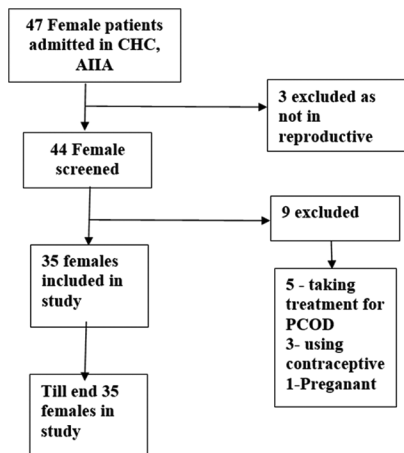 47 Female patients
admitted in CHC,
AIIA
3 excluded as
not in
reproductive
44 Female
screened
9 excluded
35 females
included in
study
5 - taking
treatment for
PCOD
3- using
contraceptive
1-Preganant
Till end 35
females in
study